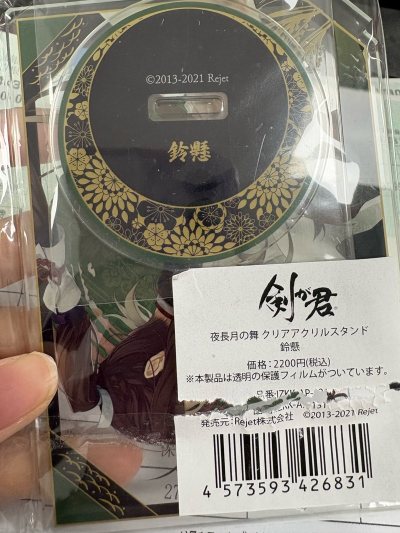 ©2013-2021 Rejet
鈴懸
剣が君
夜長月の舞 クリアアクリルスタンド
鈴懸
価格：2200円(税込)
※本製品は透明の保護フィルムがついています。
発売元：Rejet株式会社 ©2013-2021 Rejet
4 573593 426831
27